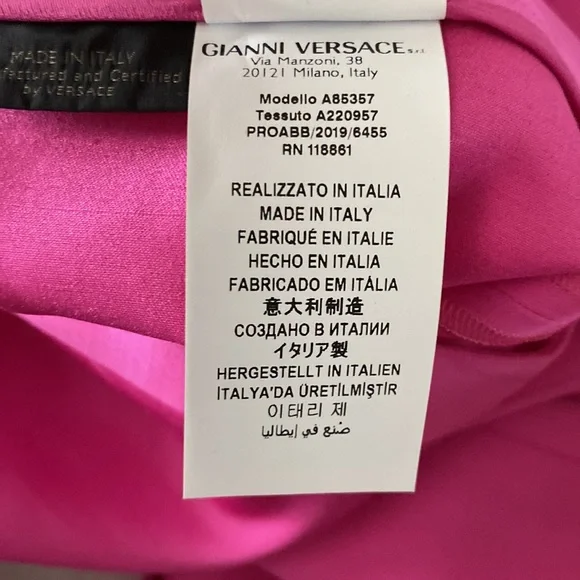 MADE IN ITALY
and Certified
by VERSACE
GIANNI VERSACE s.r.l.
Via Manzoni, 38
20121 Milano, Italy
Modello A85357
Tessuto A220957
PROABB/2019/6455
RN 118861
REALIZZATO IN ITALIA
MADE IN ITALY
FABRIQUÉ EN ITALIE
HECHO EN ITALIA
FABRICADO EM ITÁLIA
意大利制造
СОЗДАНО В ИТАЛИИ
イタリア製
HERGESTELLT IN ITALIEN
İTALYA'DA ÜRETİLMİŞTİR
이태리 제
صنع في إيطاليا